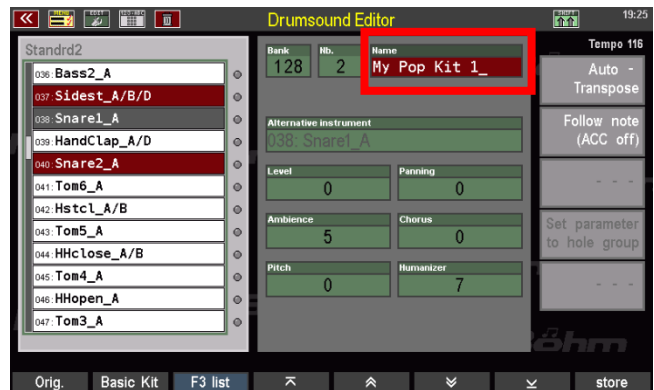 Drumsound Editor
19:25
Standrd2
036: Bass2_A
037: Sidest_A/B/D
038: Snare1_A
039: HandClap_A/D
040: Snare2_A
041: Tom6_A
042: Hstcl_A/B
043: Tom5_A
044: HHclose_A/B
045: Tom4_A
046: HHopen_A
047: Tom3_A
Bank
128
Nb.
2
Name
My Pop Kit 1_
Alternative instrument
038: Snare1_A
Level
0
Panning
0
Ambience
5
Chorus
0
Pitch
0
Humanizer
7
Tempo 116
Auto -
Transpose
Follow note
(ACC off)
- - -
Set parameter
to hole group
- - -
Böhm
Orig.
Basic Kit
F3 list
store